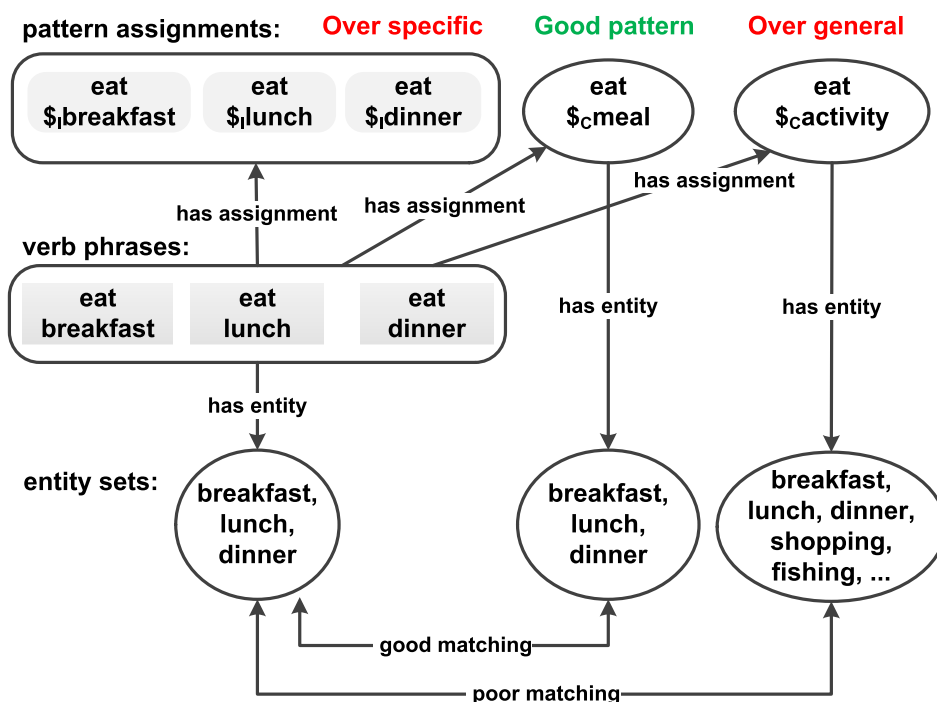 pattern assignments: Over specific Good pattern Over general
eat eat eat eat eat
$Ibreakfast $Ilunch $Idinner $Cmeal $Cactivity
has assignment
has assignment
has assignment
verb phrases:
eat eat eat
breakfast lunch dinner
has entity has entity
has entity
entity sets:
breakfast,
lunch,
dinner
breakfast,
lunch,
dinner
breakfast,
lunch, dinner,
shopping,
fishing, ...
good matching
poor matching